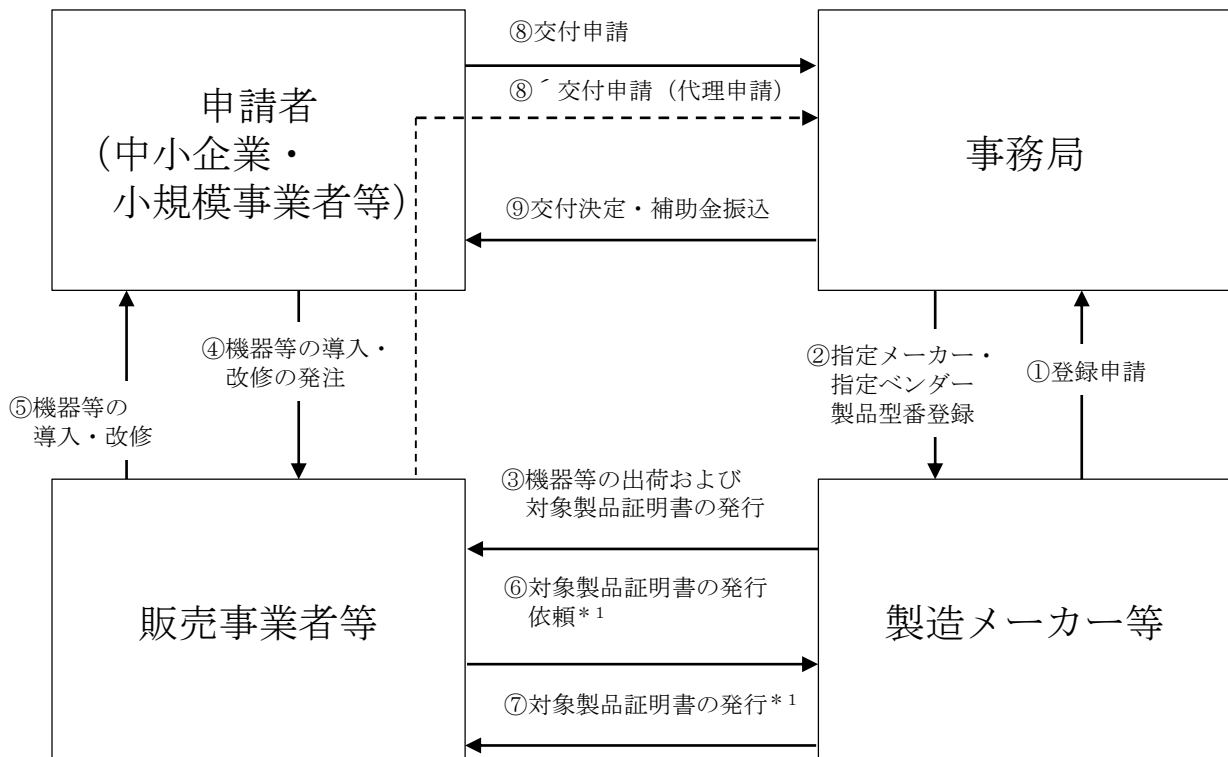 ⑧交付申請
⑧´交付申請（代理申請）
申請者
（中小企業・
小規模事業者等）
事務局
⑨交付決定・補助金振込
④機器等の導入・
改修の発注
②指定メーカー・
指定ベンダー
製品型番登録
①登録申請
⑤機器等の
導入・改修
③機器等の出荷および
対象製品証明書の発行
⑥対象製品証明書の発行
依頼*1
販売事業者等
製造メーカー等
⑦対象製品証明書の発行*1